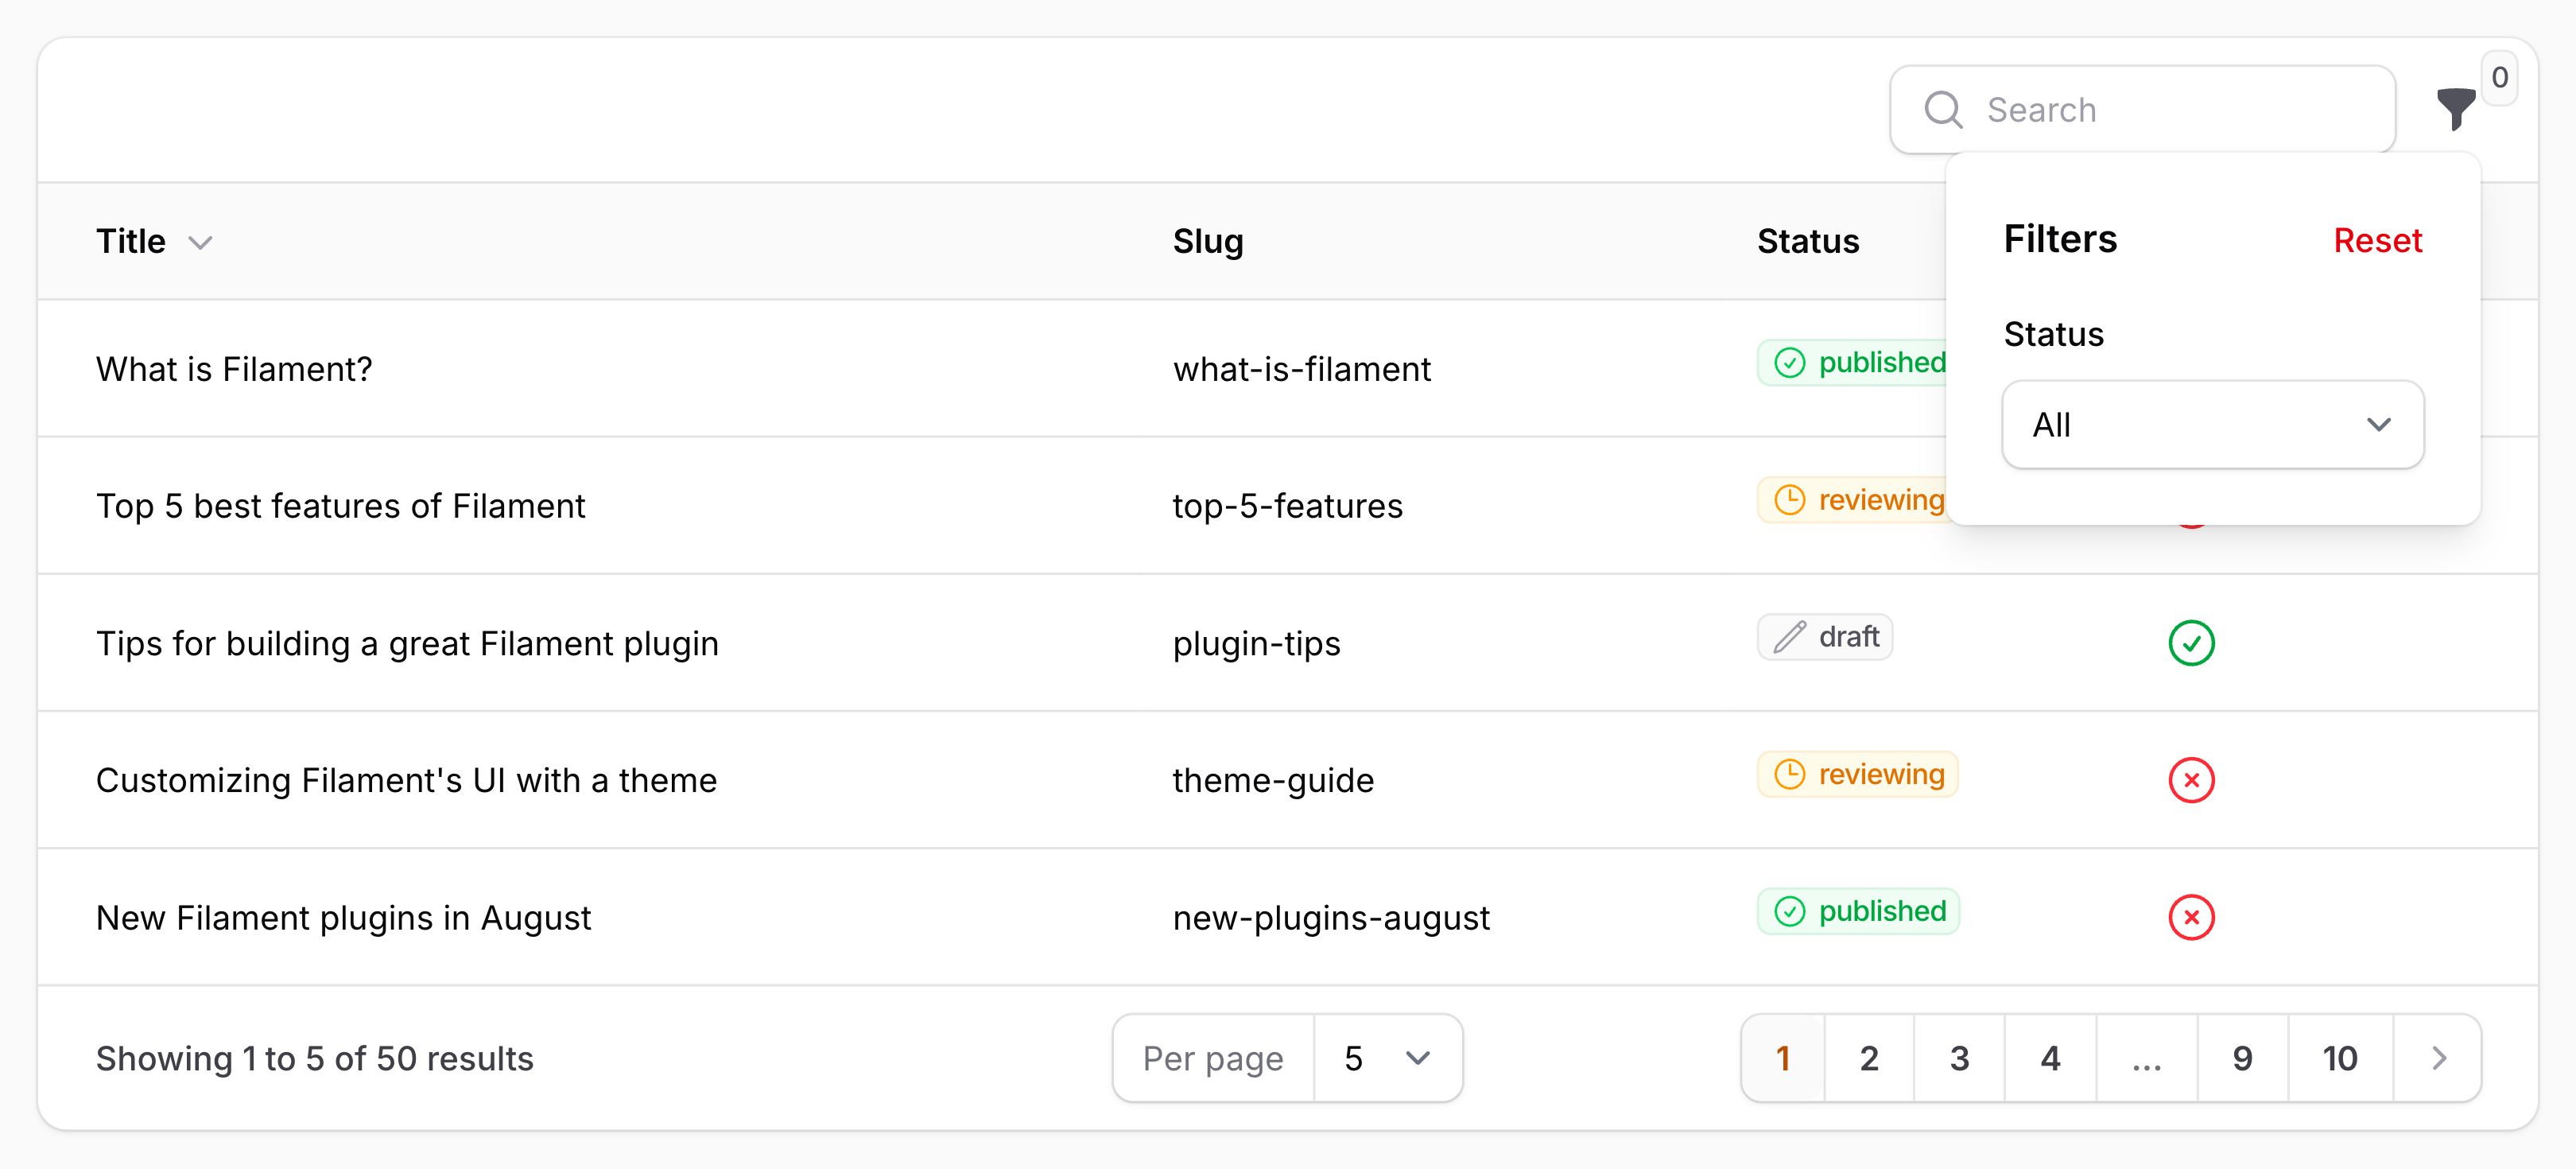 Search
0
Title
Slug
Status
Filters
Reset
Status
All
What is Filament?
what-is-filament
published
Top 5 best features of Filament
top-5-features
reviewing
Tips for building a great Filament plugin
plugin-tips
draft
Customizing Filament's UI with a theme
theme-guide
reviewing
New Filament plugins in August
new-plugins-august
published
Showing 1 to 5 of 50 results
Per page
5
1
2
3
4
...
9
10